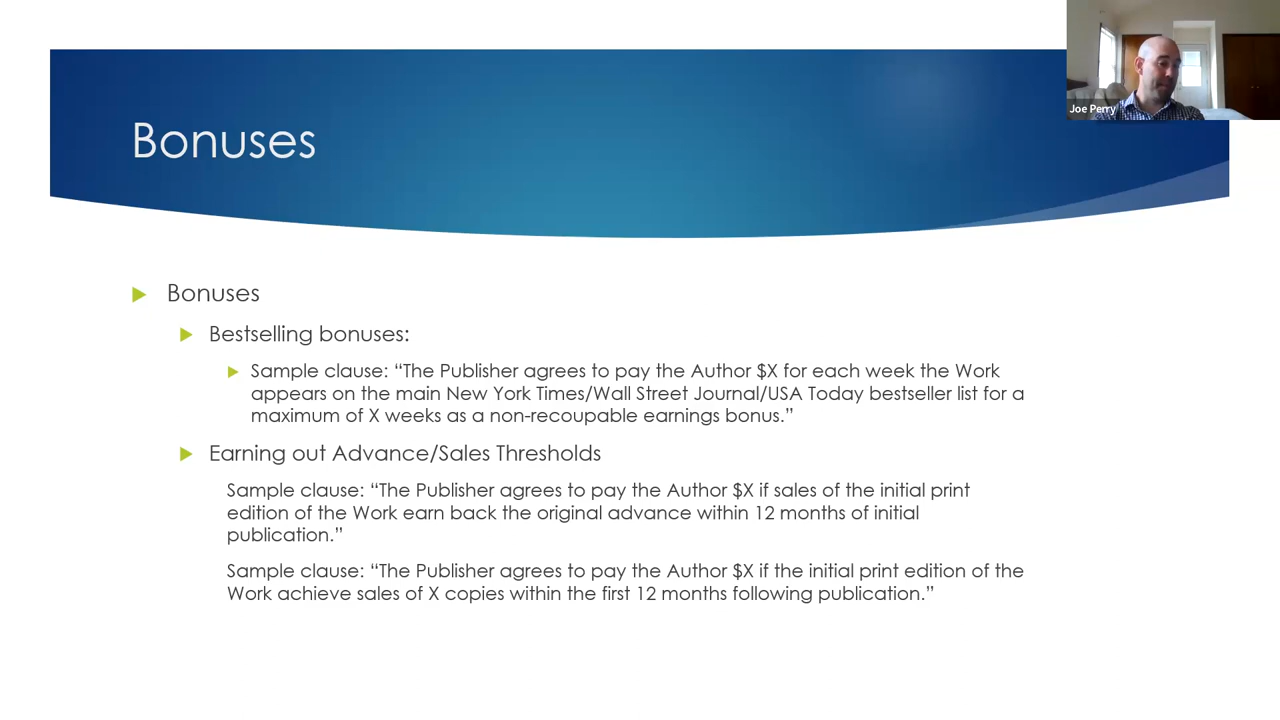 Joe Perry
Bonuses
Bonuses
Bestselling bonuses:
Sample clause: “The Publisher agrees to pay the Author $X for each week the Work
appears on the main New York Times/Wall Street Journal/USA Today bestseller list for a
maximum of X weeks as a non-recoupable earnings bonus.”
Earning out Advance/Sales Thresholds
Sample clause: “The Publisher agrees to pay the Author $X if sales of the initial print
edition of the Work earn back the original advance within 12 months of initial
publication.”
Sample clause: “The Publisher agrees to pay the Author $X if the initial print edition of the
Work achieve sales of X copies within the first 12 months following publication.”